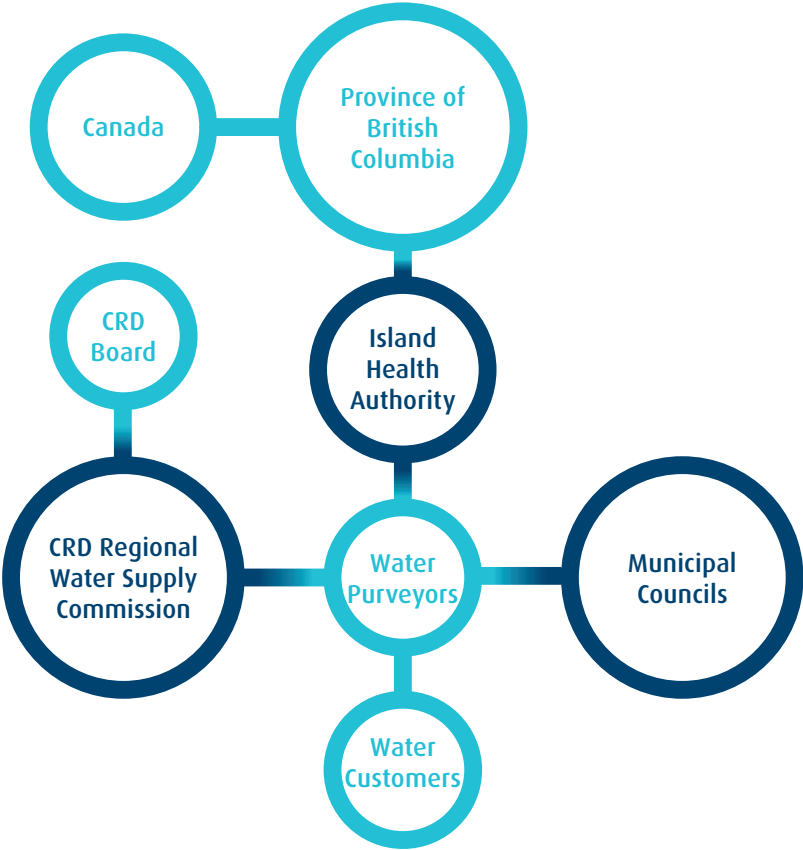 Canada
Province of
British
Columbia
CRD
Board
Island
Health
Authority
CRD Regional
Water Supply
Commission
Water
Purveyors
Municipal
Councils
Water
Customers